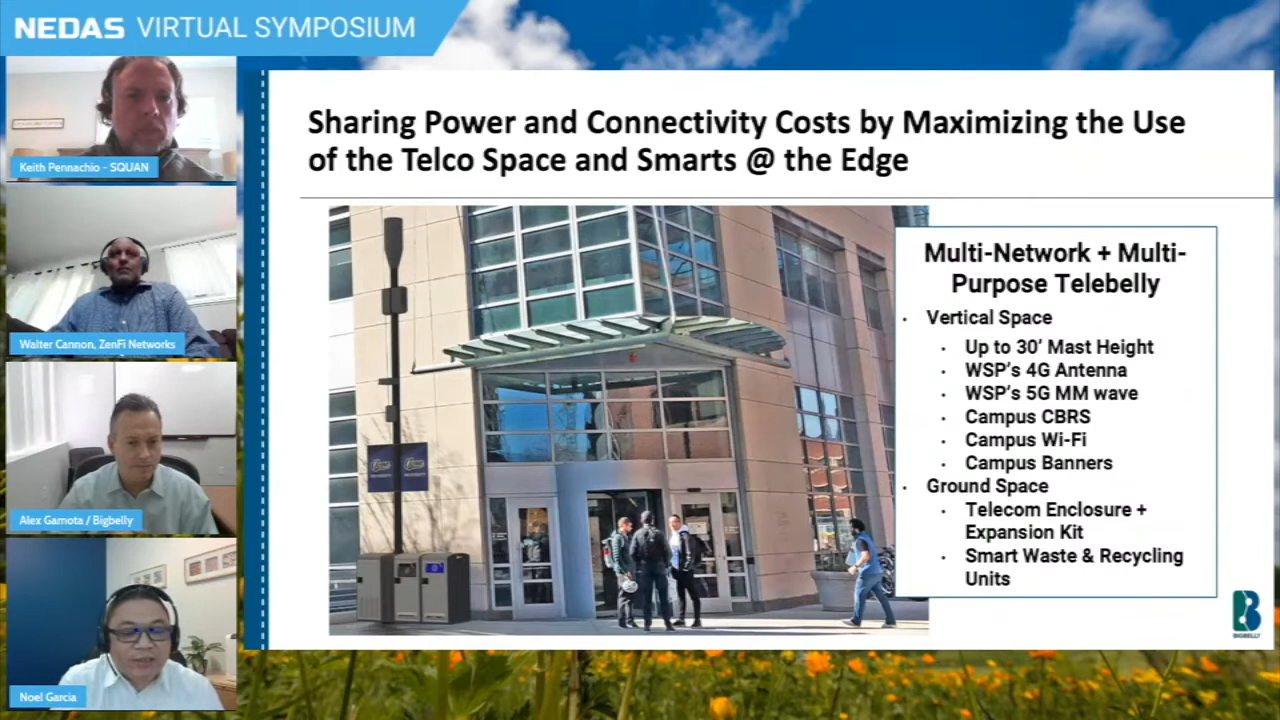 NEDAS VIRTUAL SYMPOSIUM
Keith Pennachio - SQUAN
Walter Cannon, ZenFi Networks
Alex Gamota / Bigbelly
Noel Garcia
Sharing Power and Connectivity Costs by Maximizing the Use
of the Telco Space and Smarts @ the Edge
Multi-Network + Multi-
Purpose Telebelly
· Vertical Space
· Up to 30' Mast Height
· WSP's 4G Antenna
· WSP's 5G MM wave
· Campus CBRS
· Campus Wi-Fi
· Campus Banners
· Ground Space
· Telecom Enclosure +
Expansion Kit
· Smart Waste & Recycling
Units
BIGBELLY